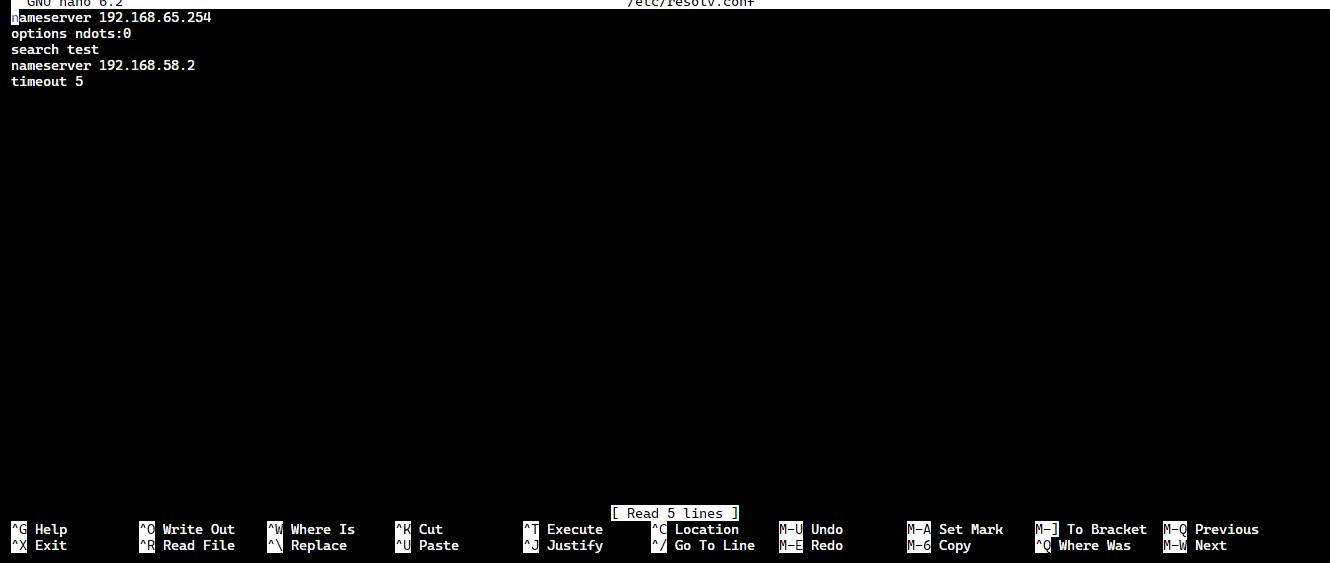 GNU nano 6.2 /etc/resolv.conf
nameserver 192.168.65.254
options ndots:0
search test
nameserver 192.168.58.2
timeout 5
[ Read 5 lines ]
^G Help ^O Write Out ^W Where Is ^K Cut ^T Execute ^C Location M-U Undo M-A Set Mark M-] To Bracket M-Q Previous
^X Exit ^R Read File ^\ Replace ^U Paste ^J Justify ^/ Go To Line M-E Redo M-6 Copy ^Q Where Was M-W Next